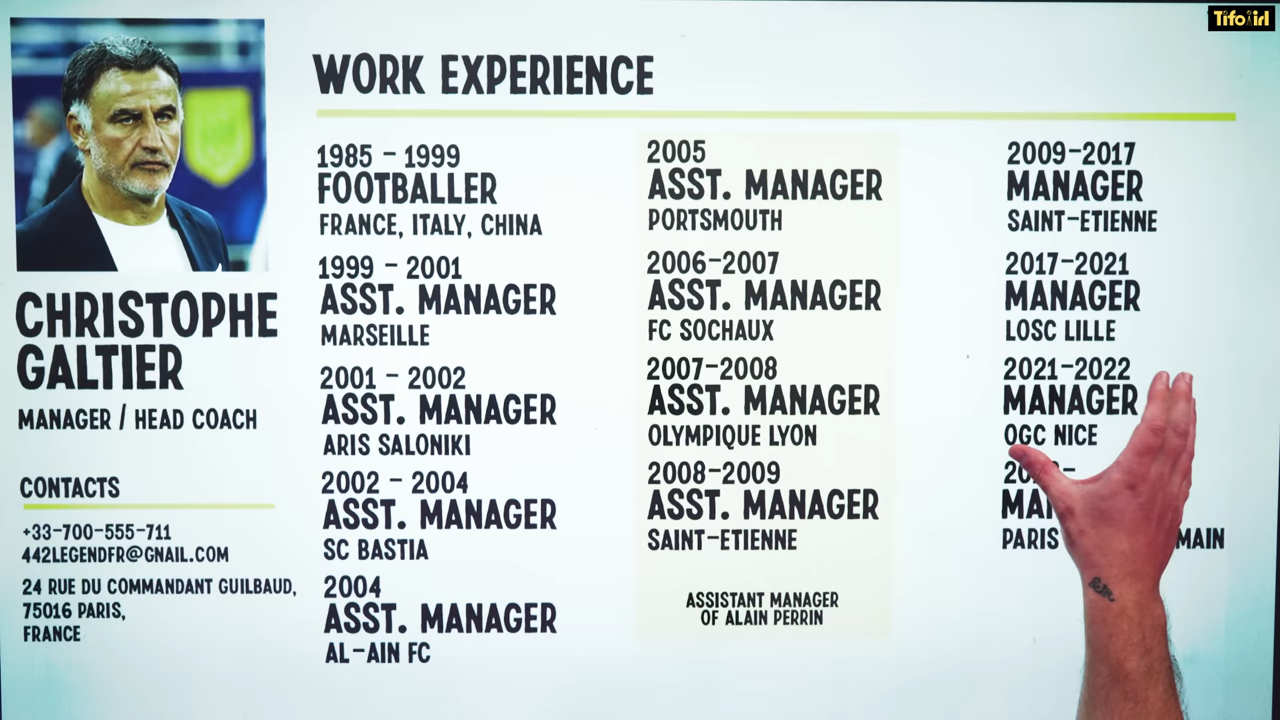 Tifo irl
CHRISTOPHE
GALTIER
MANAGER / HEAD COACH
CONTACTS
+33-700-555-711
442LEGENDFR@GNAIL.COM
24 RUE DU COMMANDANT GUILBAUD,
75016 PARIS,
FRANCE
WORK EXPERIENCE
1985 - 1999
FOOTBALLER
FRANCE, ITALY, CHINA
1999 - 2001
ASST. MANAGER
MARSEILLE
2001 - 2002
ASST. MANAGER
ARIS SALONIKI
2002 - 2004
ASST. MANAGER
SC BASTIA
2004
ASST. MANAGER
AL-AIN FC
2005
ASST. MANAGER
PORTSMOUTH
2006-2007
ASST. MANAGER
FC SOCHAUX
2007-2008
ASST. MANAGER
OLYMPIQUE LYON
2008-2009
ASST. MANAGER
SAINT-ETIENNE
ASSISTANT MANAGER
OF ALAIN PERRIN
2009-2017
MANAGER
SAINT-ETIENNE
2017-2021
MANAGER
LOSC LILLE
2021-2022
MANAGER
OGC NICE
PARIS